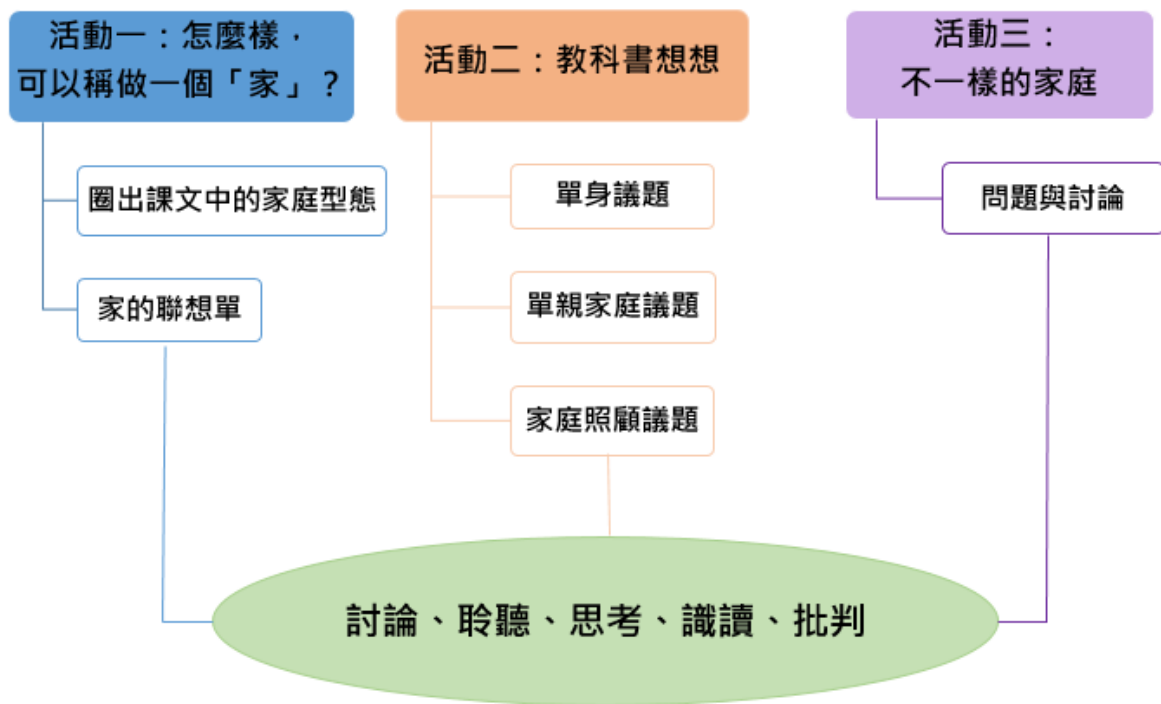 活動一：怎麼�，
可以稱做一個「家」？
圈出課文中的家庭型態
家的聯想單
活動二：教科書想想
單身議題
單親家庭議題
家庭照顧議題
活動三：
不一樣的家庭
問題與討論
討論、聆聽、思考、識讀、批判